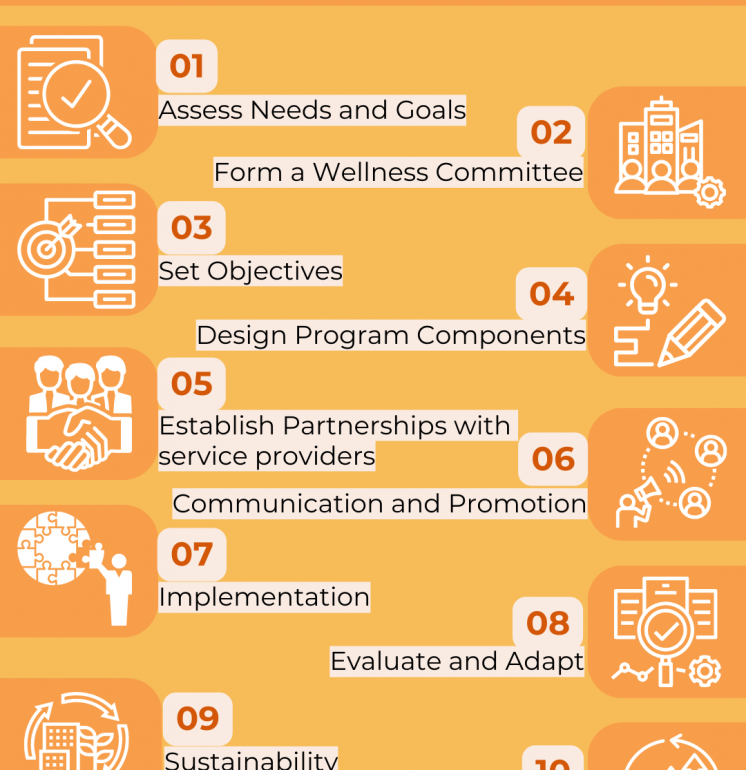 01
Assess Needs and Goals
02
Form a Wellness Committee
03
Set Objectives
04
Design Program Components
05
Establish Partnerships with
service providers
06
Communication and Promotion
07
Implementation
08
Evaluate and Adapt
09
Sustainability
10